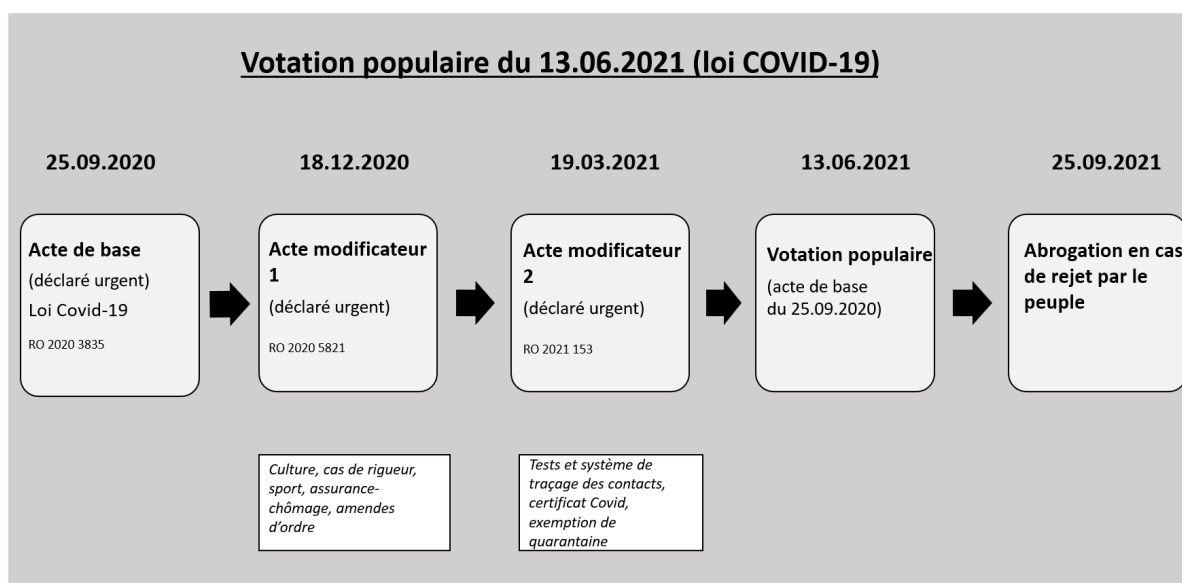 Votation populaire du 13.06.2021 (loi COVID-19)
25.09.2020
18.12.2020
19.03.2021
13.06.2021
25.09.2021
Acte de base
(déclaré urgent)
Loi Covid-19
RO 2020 3835
Acte modificateur
1
(déclaré urgent)
RO 2020 5821
Acte modificateur
2
(déclaré urgent)
RO 2021 153
Votation populaire
(acte de base
du 25.09.2020)
Abrogation en cas
de rejet par le
peuple
Culture, cas de rigueur,
sport, assurance-
chômage, amendes
d'ordre
Tests et système de
traçage des contacts,
certificat Covid,
exemption de
quarantaine